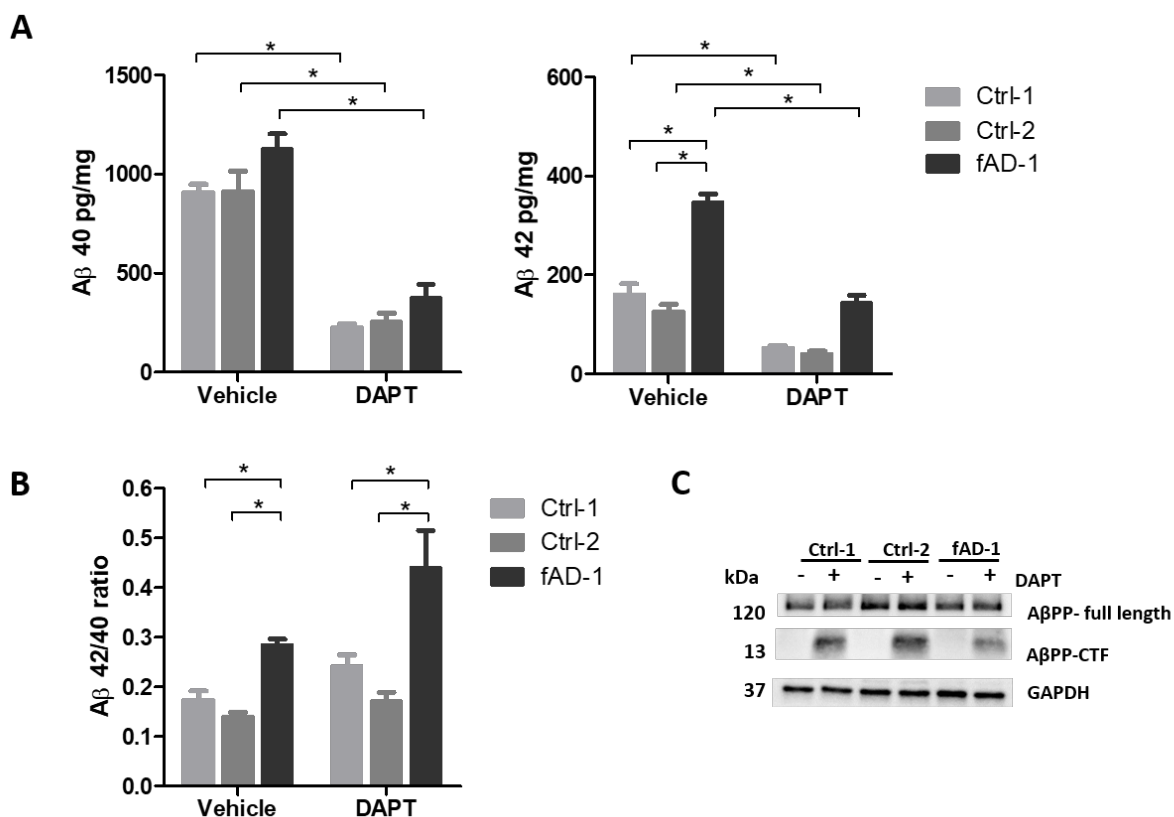 A
*
*
*
1500
1000
500
0
Aβ 40 pg/mg
Vehicle DAPT
*
*
*
*
*
600
400
200
0
Aβ 42 pg/mg
Vehicle DAPT
Ctrl-1
Ctrl-2
fAD-1
B
*
*
*
*
0.6
0.5
0.4
0.3
0.2
0.1
0.0
Aβ 42/40 ratio
Vehicle DAPT
Ctrl-1
Ctrl-2
fAD-1
C
Ctrl-1 Ctrl-2 fAD-1
kDa - + - + - + DAPT
120 AβPP- full length
13 AβPP-CTF
37 GAPDH